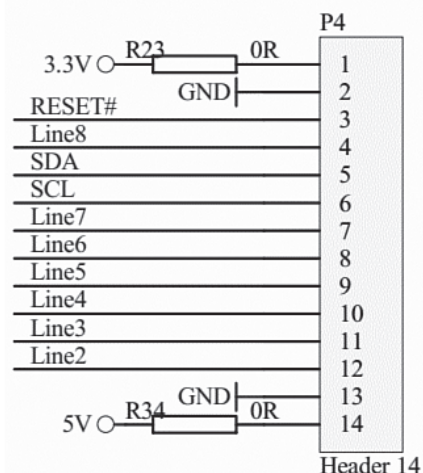 P4
R23 0R
3.3V 1
GND 2
RESET# 3
Line8 4
SDA 5
SCL 6
Line7 7
Line6 8
Line5 9
Line4 10
Line3 11
Line2 12
GND 13
R34 0R
5V 14
Header 14